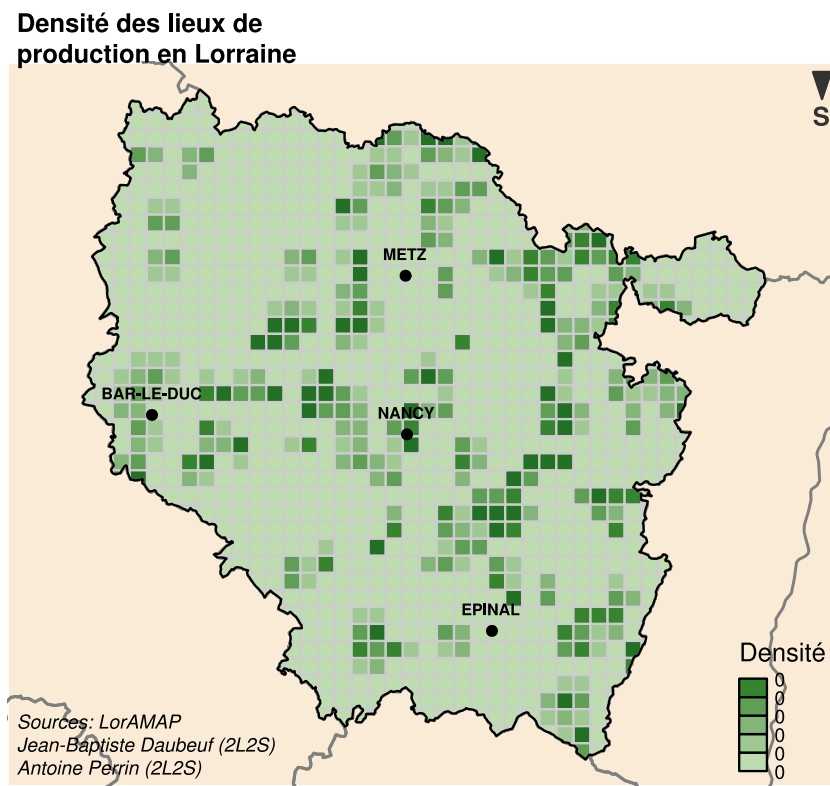 Densité des lieux de
production en Lorraine
S
METZ
BAR-LE-DUC
NANCY
EPINAL
Densité
0
0
0
0
0
0
Sources: LorAMAP
Jean-Baptiste Daubeuf (2L2S)
Antoine Perrin (2L2S)